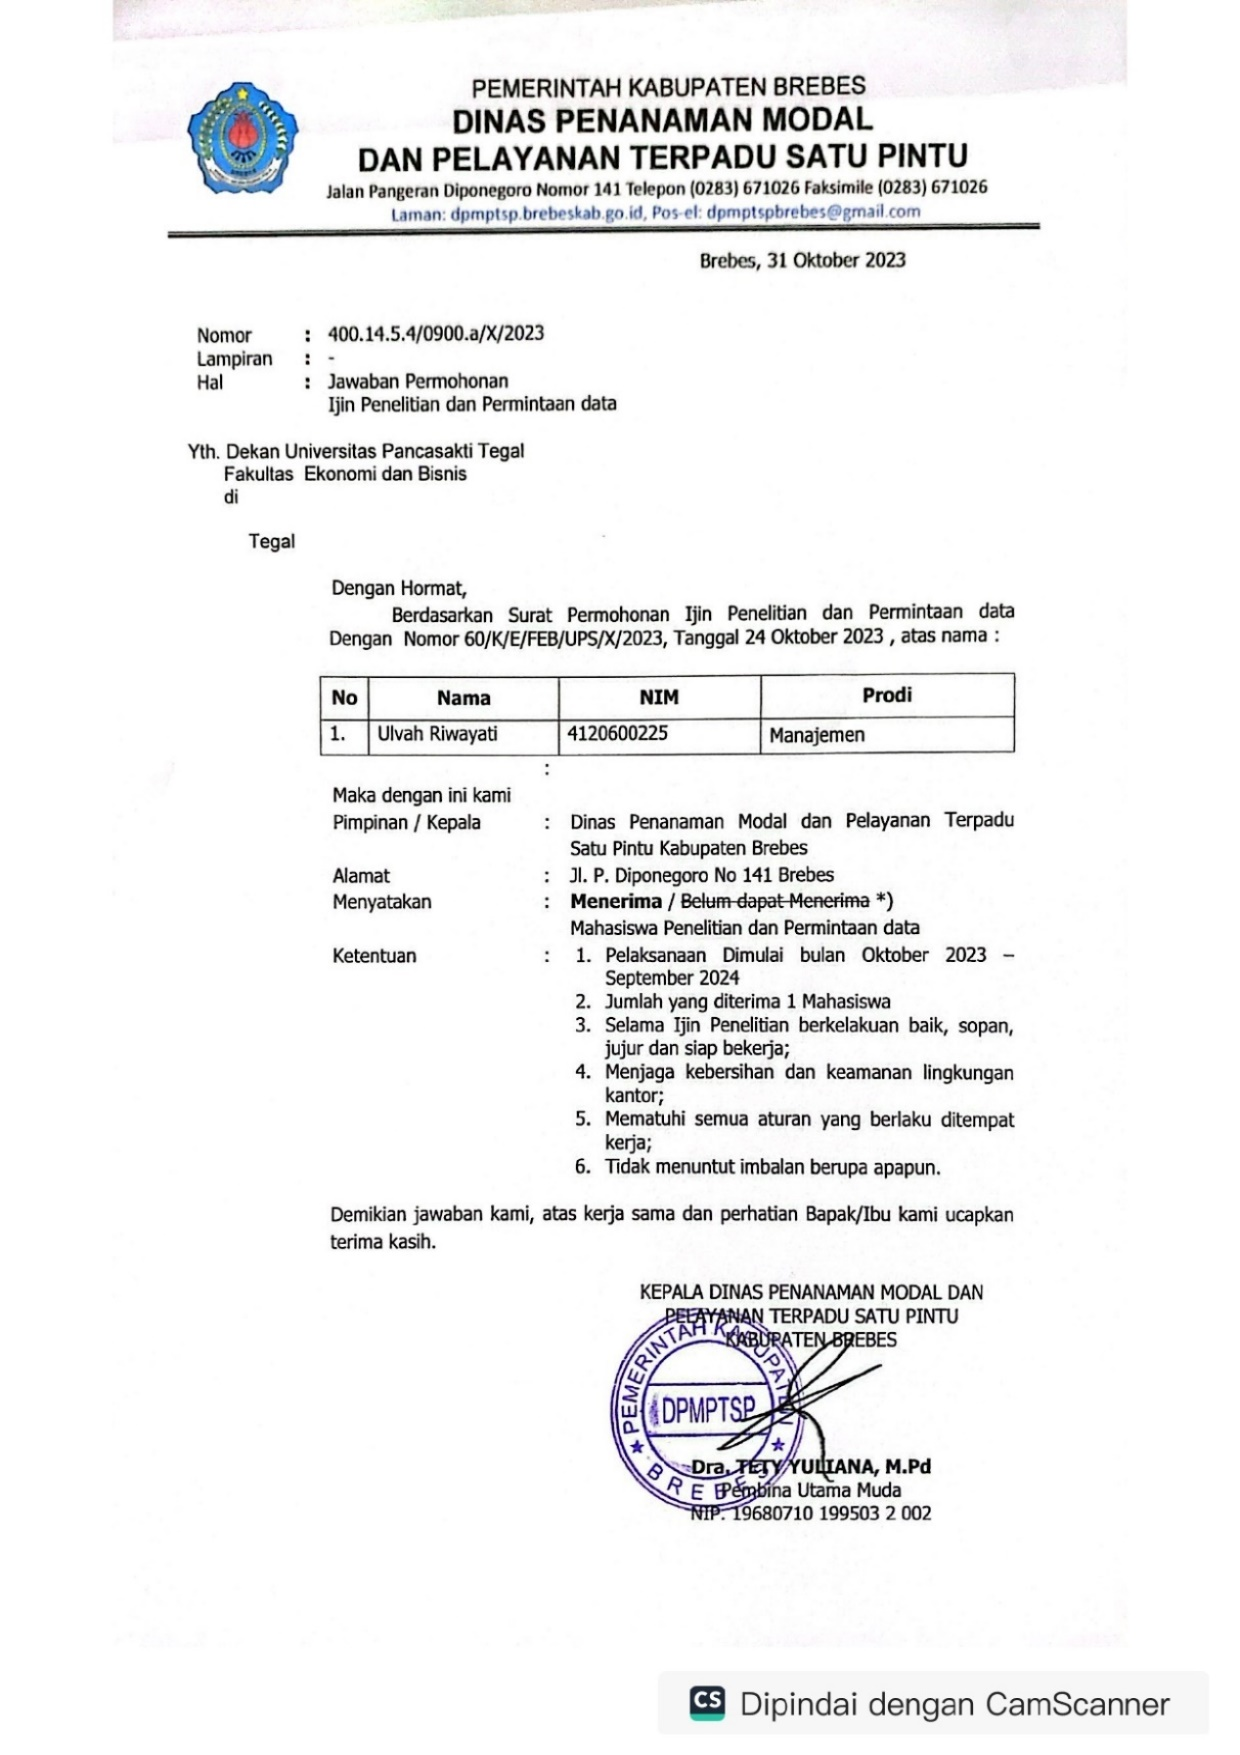 PEMERINTAH KABUPATEN BREBES
DINAS PENANAMAN MODAL
DAN PELAYANAN TERPADU SATU PINTU
Jalan Pangeran Diponegoro Nomor 141 Telepon (0283) 671026 Faksimile (0283) 671026
Laman: dpmptsp.brebeskab.go.id, Pos-el: dpmptspbrebes@gmail.com
Brebes, 31 Oktober 2023
Nomor : 400.14.5.4/0900.a/X/2023
Lampiran : -
Hal : Jawaban Permohonan
Ijin Penelitian dan Permintaan data
Yth. Dekan Universitas Pancasakti Tegal
Fakultas Ekonomi dan Bisnis
di
Tegal
Dengan Hormat,
Berdasarkan Surat Permohonan Ijin Penelitian dan Permintaan data
Dengan Nomor 60/K/E/FEB/UPS/X/2023, Tanggal 24 Oktober 2023 , atas nama :
No Nama NIM Prodi
1. Ulvah Riwayati 4120600225 Manajemen
:
Maka dengan ini kami
Pimpinan / Kepala : Dinas Penanaman Modal dan Pelayanan Terpadu
Satu Pintu Kabupaten Brebes
Alamat : Jl. P. Diponegoro No 141 Brebes
Menyatakan : Menerima / Belum dapat Menerima *)
Mahasiswa Penelitian dan Permintaan data
Ketentuan : 1. Pelaksanaan Dimulai bulan Oktober 2023 –
September 2024
2. Jumlah yang diterima 1 Mahasiswa
3. Selama Ijin Penelitian berkelakuan baik, sopan,
jujur dan siap bekerja;
4. Menjaga kebersihan dan keamanan lingkungan
kantor;
5. Mematuhi semua aturan yang berlaku ditempat
kerja;
6. Tidak menuntut imbalan berupa apapun.
Demikian jawaban kami, atas kerja sama dan perhatian Bapak/Ibu kami ucapkan
terima kasih.
KEPALA DINAS PENANAMAN MODAL DAN
PELAYANAN TERPADU SATU PINTU
KABUPATEN BREBES
PEMERINTAH KABUPATEN
DPMPTSP
BREBES
Dra. TETY YULIANA, M.Pd
Pembina Utama Muda
NIP. 19680710 199503 2 002
CS Dipindai dengan CamScanner